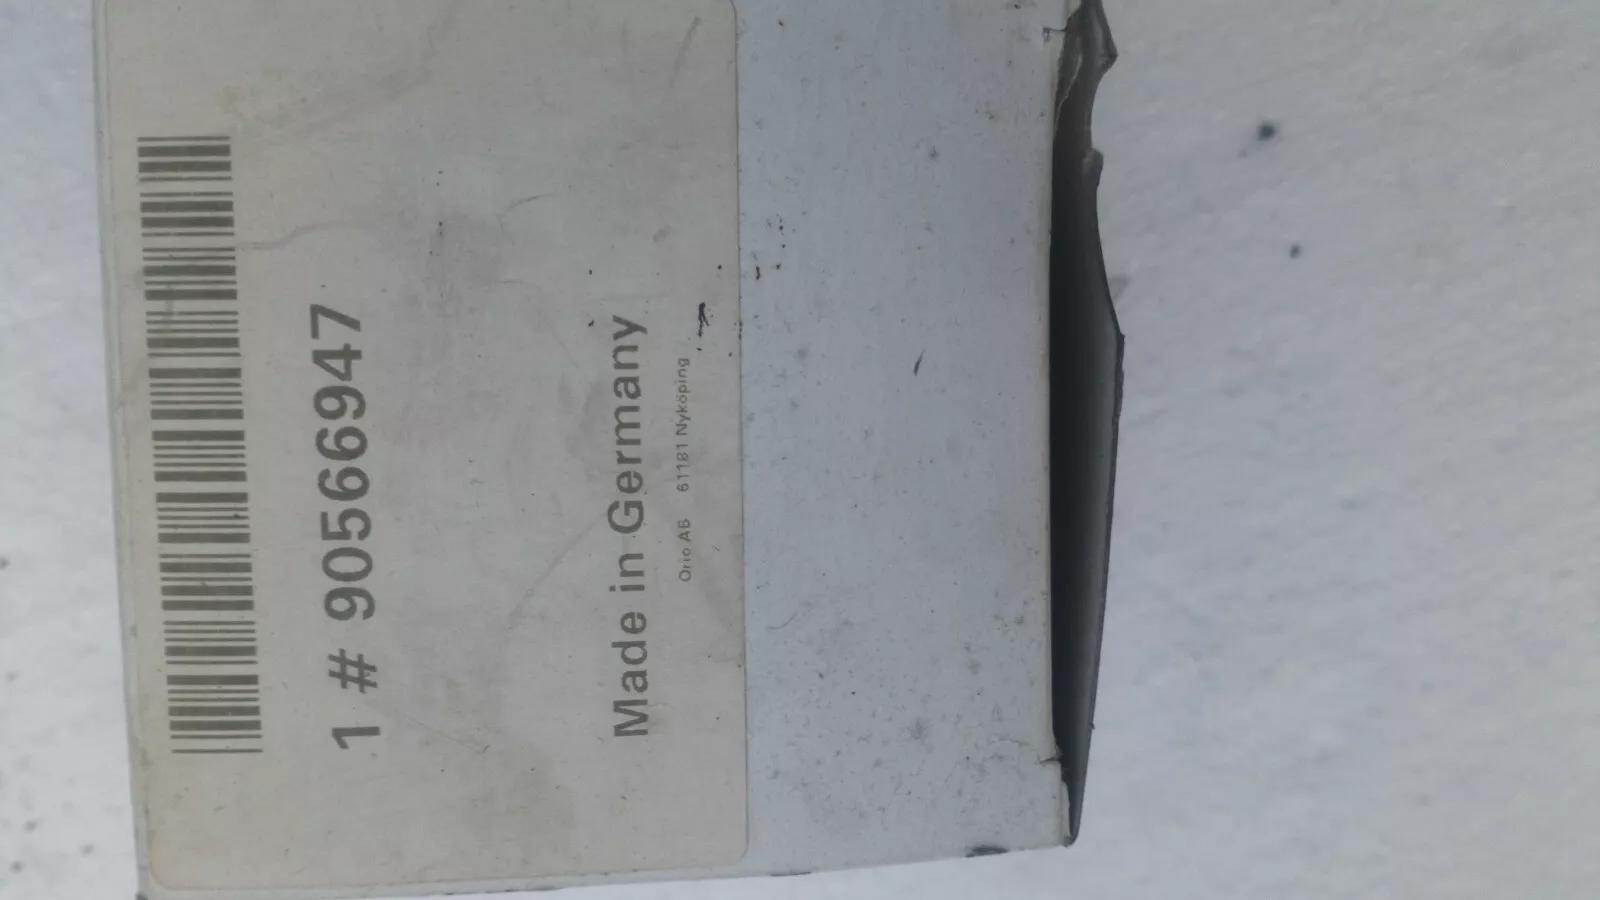 1 # 90566947
Made in Germany
Orio AB 61181 Nyköping